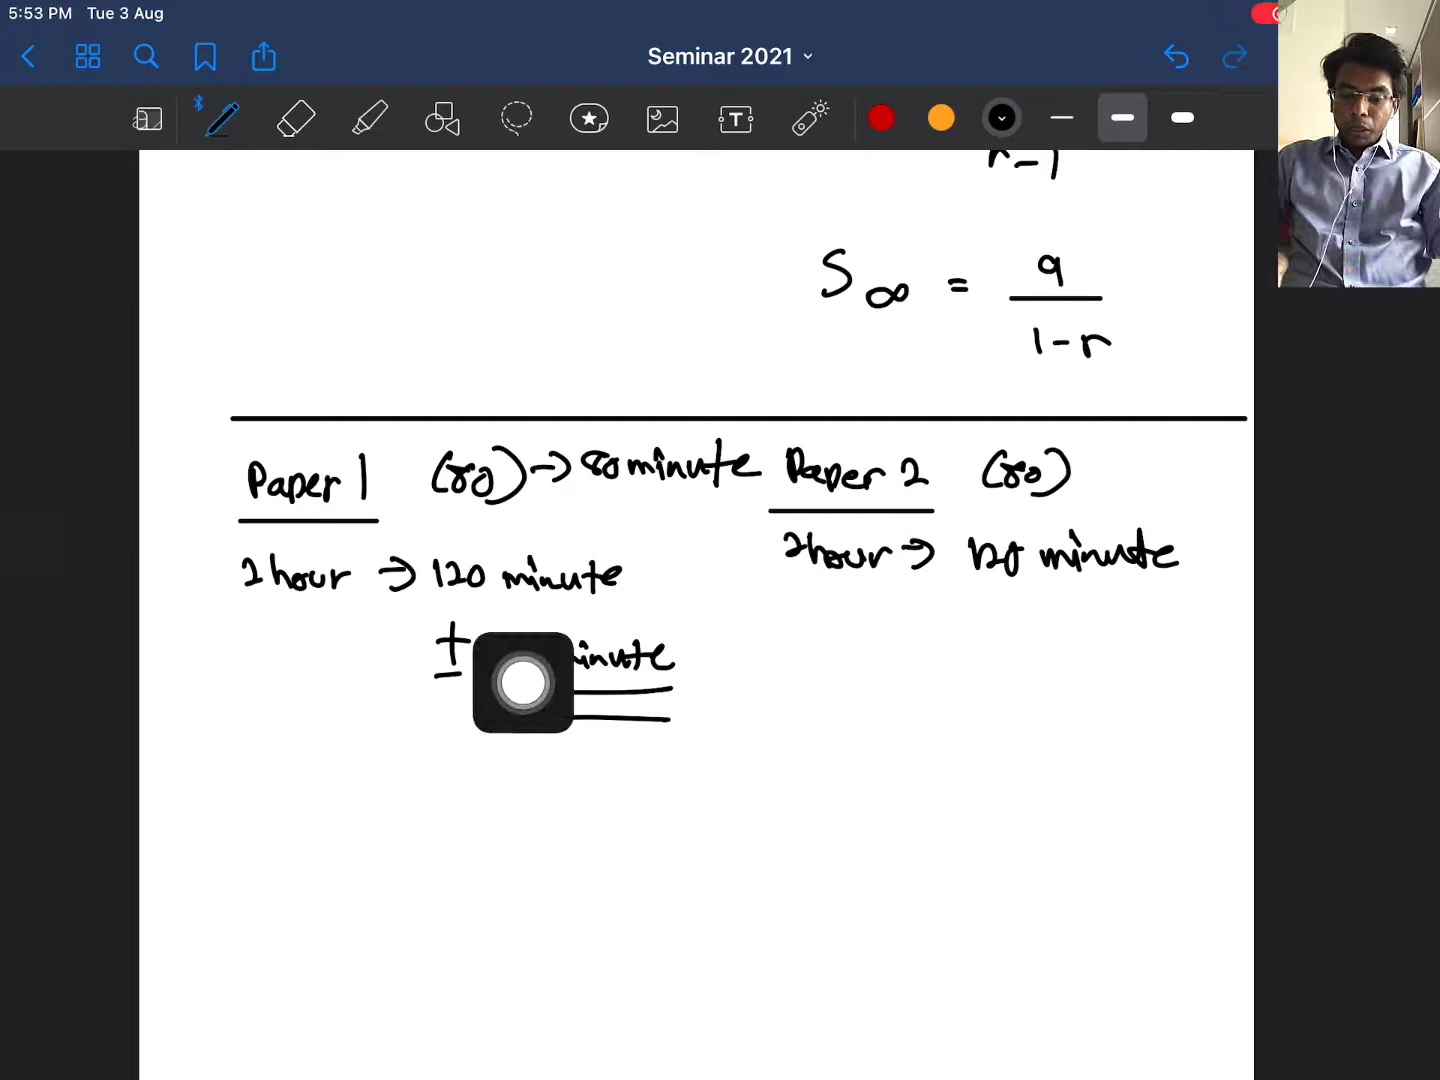 5:53 PM Tue 3 Aug
Seminar 2021
T
r-1
S∞ = a
1-r
Paper 1 (80) → 80 minute Paper 2 (80)
2 hour → 120 minute
2 hour → 120 minute
±
inute